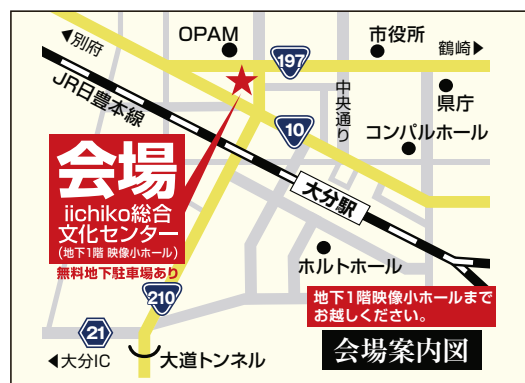 ◀別府
OPAM
市役所
鶴崎▶
197
JR日豊本線
中央通り
県庁
10
コンパルホール
会場
iichiko総合
文化センター
(地下1階 映像小ホール)
無料地下駐車場あり
大分駅
ホルトホール
210
地下1階映像小ホールまで
お越しください。
21
◀大分IC
大道トンネル
会場案内図